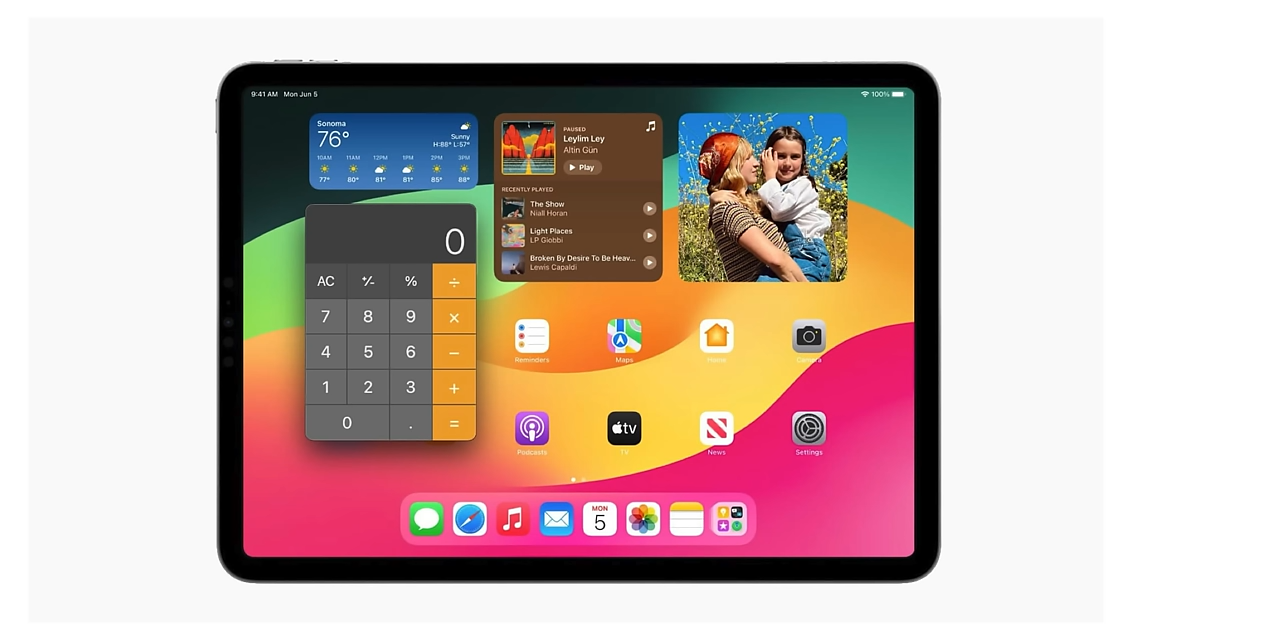 9:41 AM Mon Jun 5
100%
Sonoma
76°
Sunny
H:88° L:57°
10AM 11AM 12PM 1PM 2PM 3PM
77° 80° 81° 81° 85° 88°
PAUSED
Leylim Ley
Altin Gün
Play
RECENTLY PLAYED
The Show
Niall Horan
Light Places
LP Giobbi
Broken By Desire To Be Heav...
Lewis Capaldi
0
AC +/- % ÷
7 8 9 ×
4 5 6 −
1 2 3 +
0 . =
Reminders
Maps
Home
Camera
Podcasts
tv
TV
News
Settings
MON
5